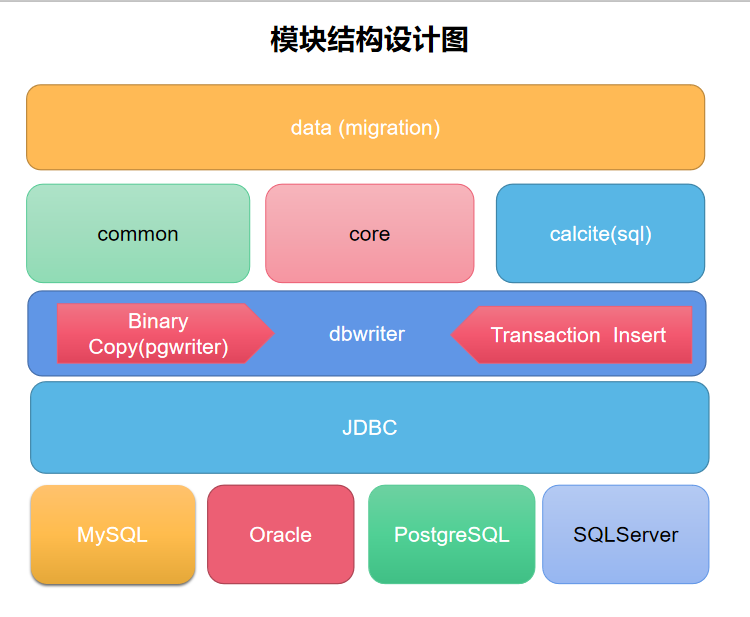 模块结构设计图
data (migration)
common
core
calcite(sql)
Binary
Copy(pgwriter)
dbwriter
Transaction  Insert
JDBC
MySQL
Oracle
PostgreSQL
SQLServer